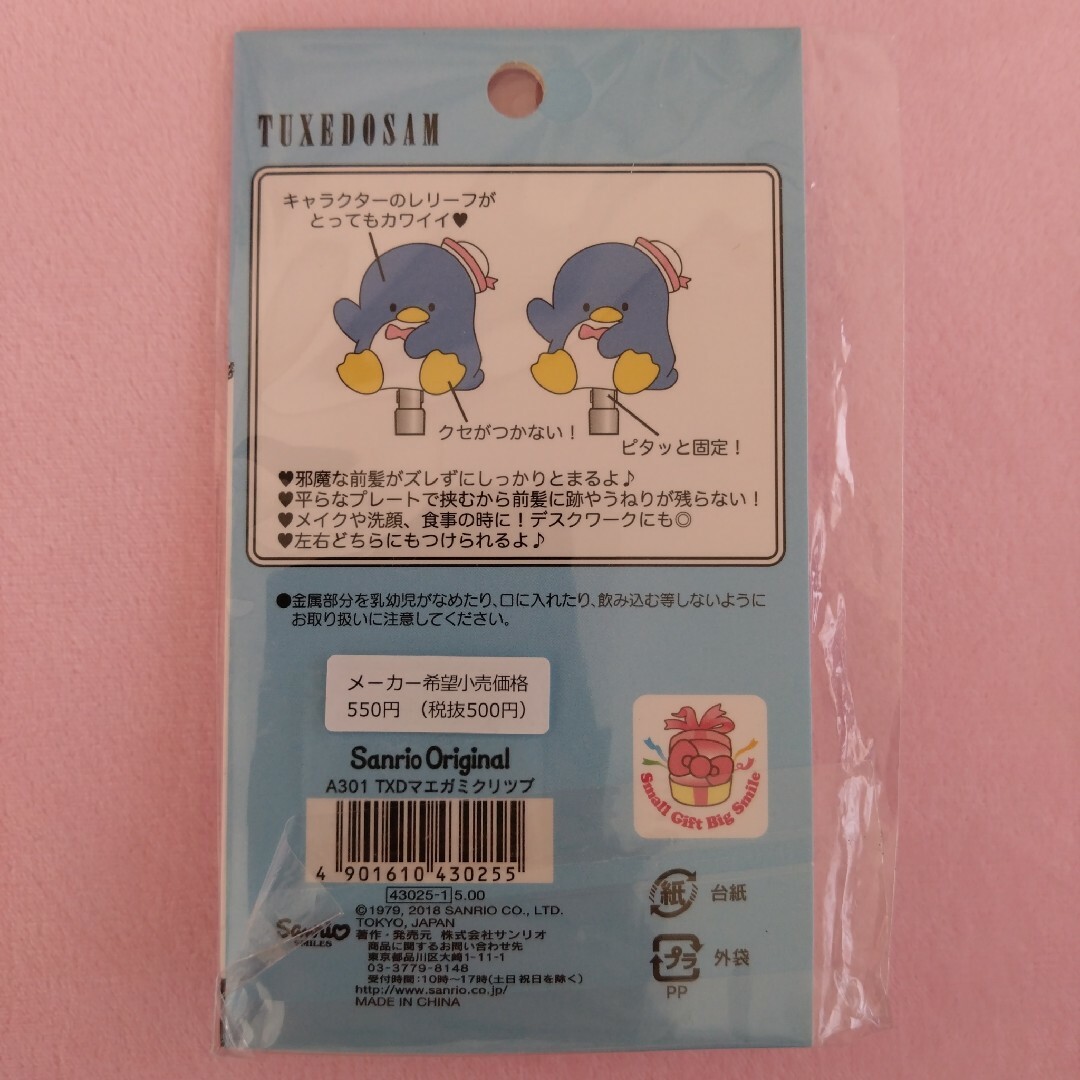 TUXEDOSAM
キャラクターのレリーフが
とってもカワイイ♥
クセがつかない！
ピタッと固定！
♥邪魔な前髪がズレずにしっかりとまるよ♪
♥平らなプレートで挟むから前髪に跡やうねりが残らない！
♥メイクや洗顔、食事の時に！デスクワークにも◎
♥左右どちらにもつけられるよ♪
●金属部分を乳幼児がなめたり、口に入れたり、飲み込む等しないように
お取り扱いに注意してください。
メーカー希望小売価格
550円 （税抜500円）
Sanrio Original
A301 TXDマエガミクリツプ
4 901610 430255
43025-1 5.00
©1979, 2018 SANRIO CO., LTD.
TOKYO, JAPAN
著作・発売元 株式会社サンリオ
商品に関するお問い合わせ先
東京都品川区大崎1-11-1
03-3779-8148
受付時間：10時〜17時(土日祝日を除く)
http://www.sanrio.co.jp/
MADE IN CHINA
Sanrio
SMILES
Small Gift Big Smile
紙 台紙
プラ 外袋
PP